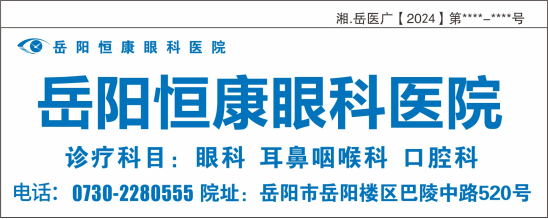 湘.岳医广【2024】第****-****号
岳阳恒康眼科医院
岳阳恒康眼科医院
诊疗科目：眼科 耳鼻咽喉科 口腔科
电话：0730-2280555 院址：岳阳市岳阳楼区巴陵中路520号